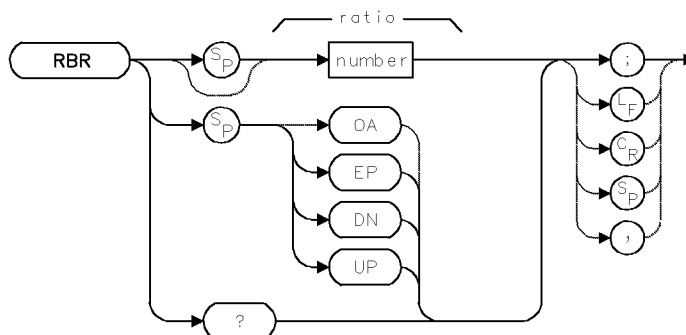 ratio
RBR
SP
number
;
LF
SP
OA
CR
EP
SP
DN
,
UP
?